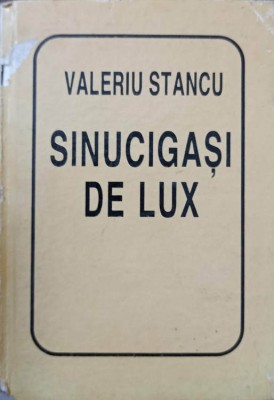 VALERIU STANCU
SINUCIGAȘI
DE LUX